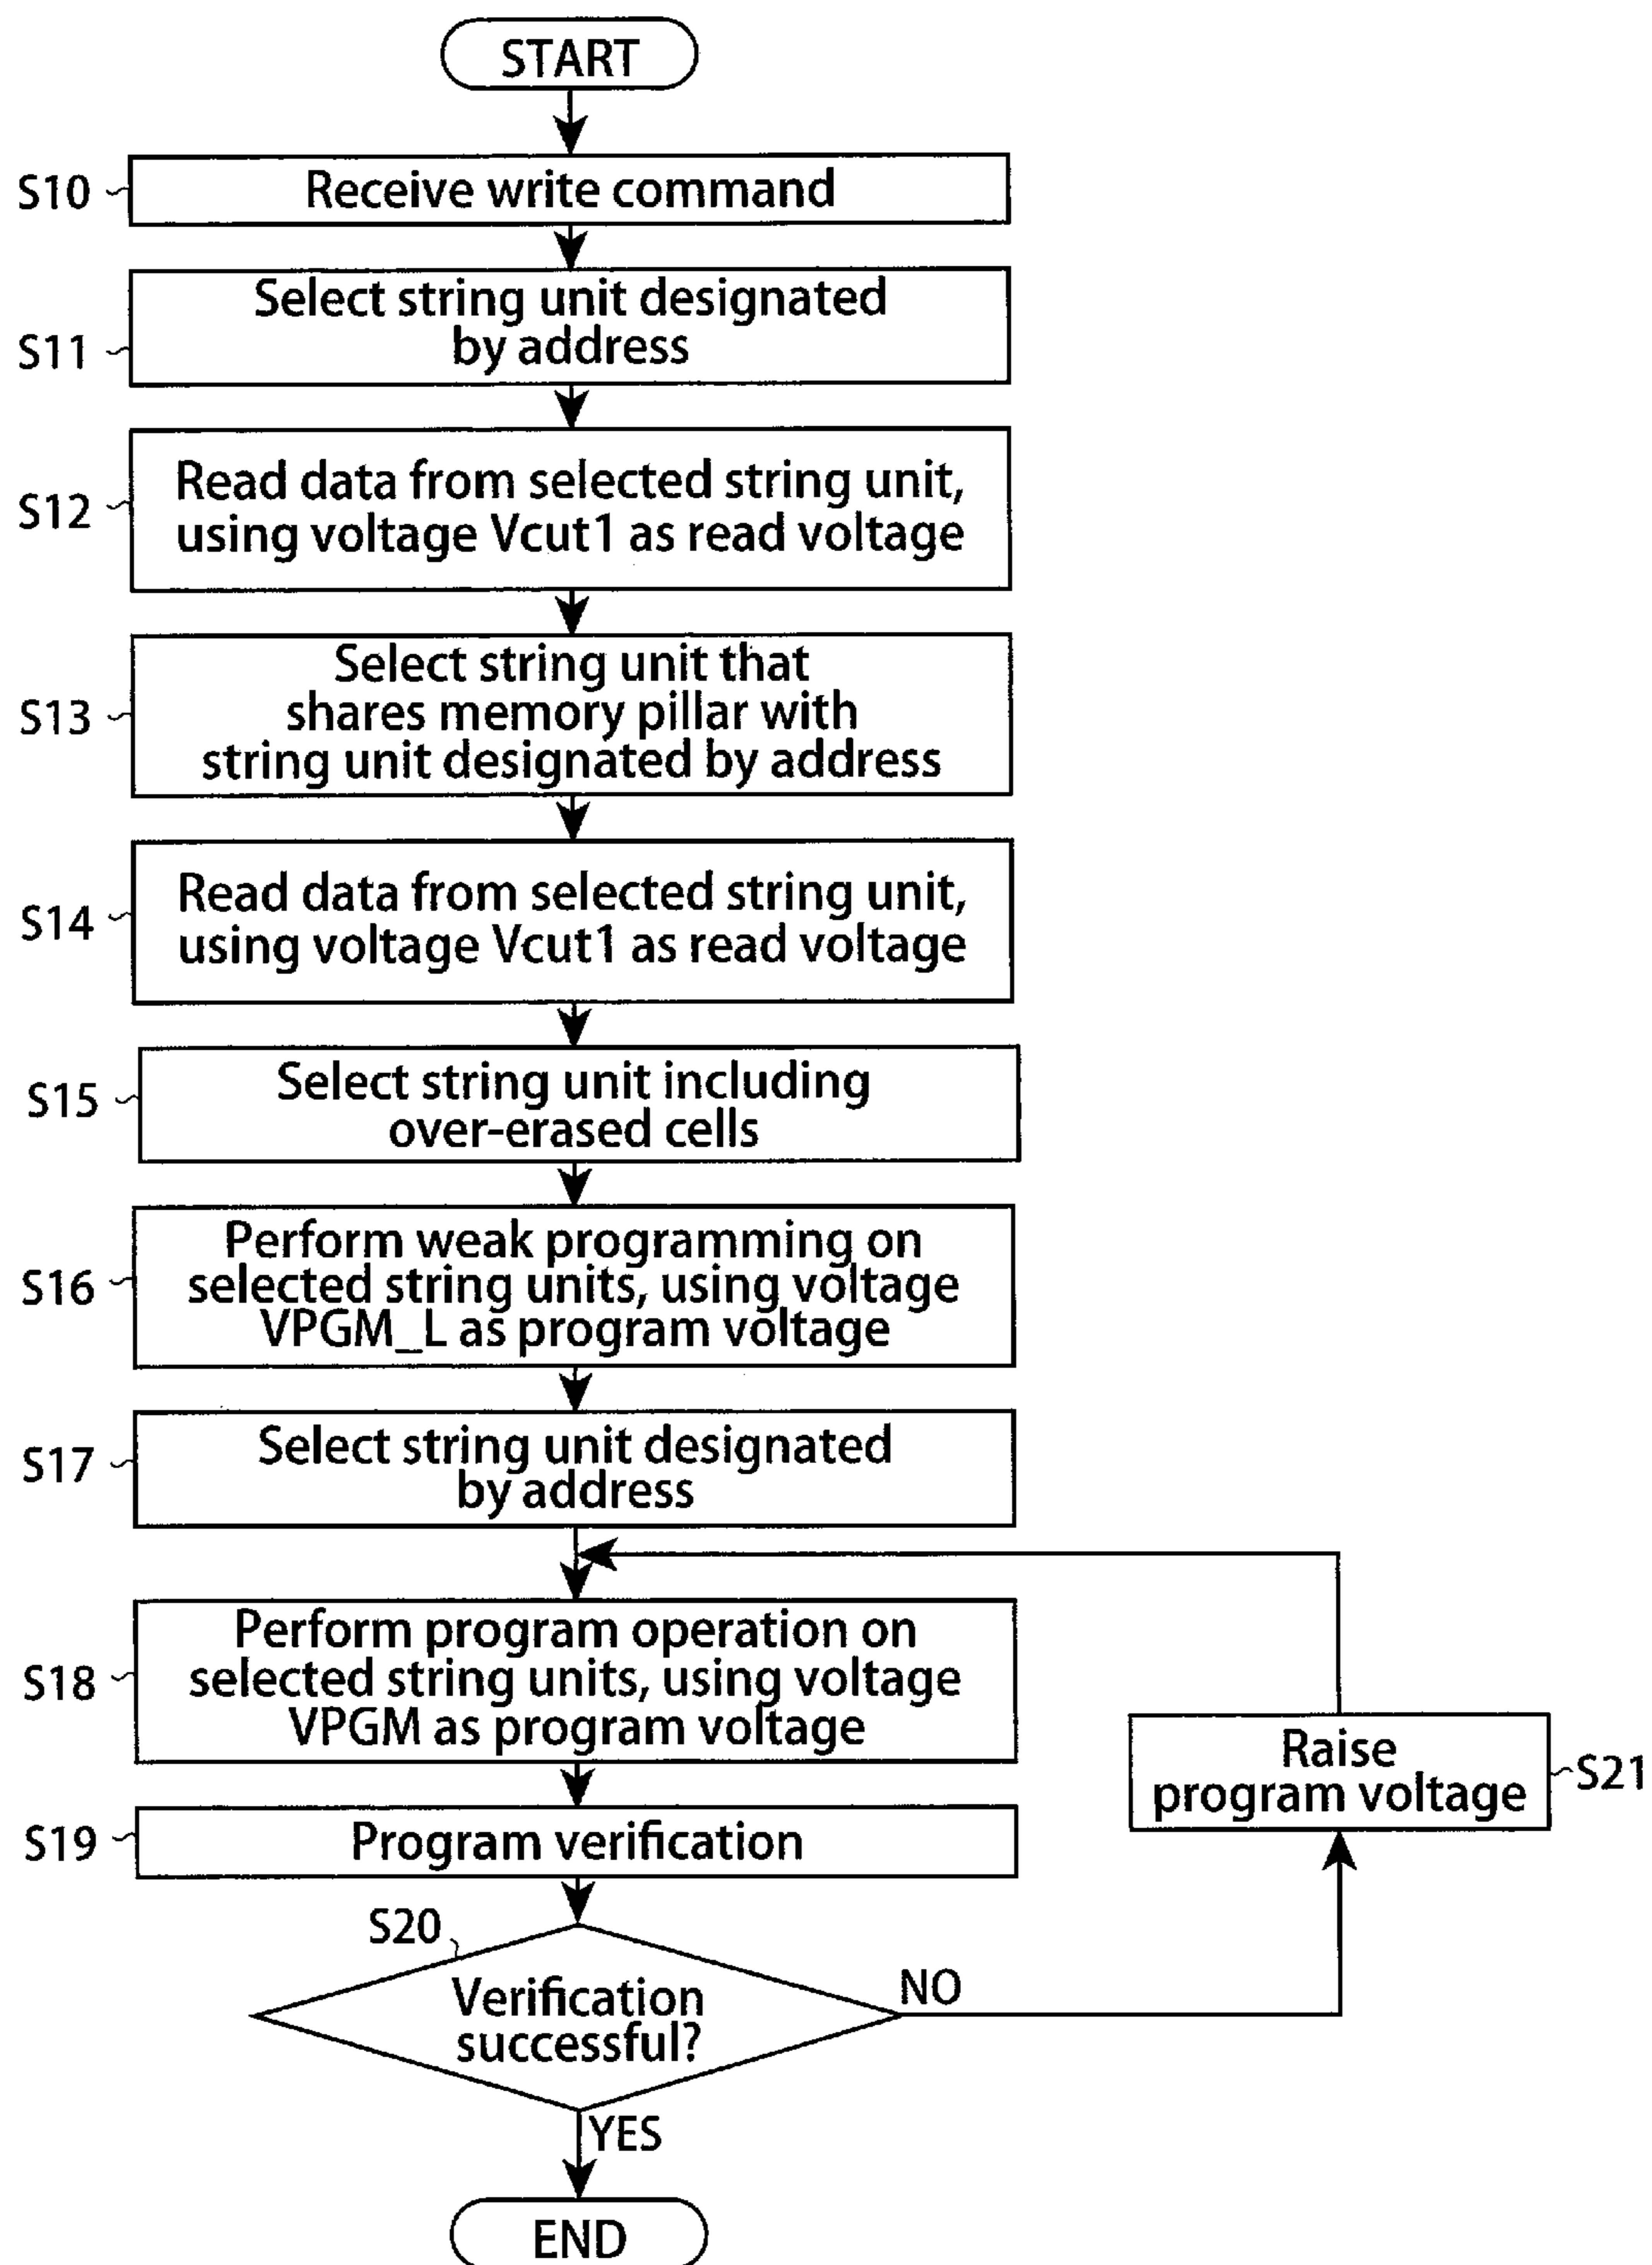 START
S10
Receive write command
S11
Select string unit designated
by address
S12
Read data from selected string unit,
using voltage Vcut1 as read voltage
S13
Select string unit that
shares memory pillar with
string unit designated by address
S14
Read data from selected string unit,
using voltage Vcut1 as read voltage
S15
Select string unit including
over-erased cells
S16
Perform weak programming on
selected string units, using voltage
VPGM_L as program voltage
S17
Select string unit designated
by address
S18
Perform program operation on
selected string units, using voltage
VPGM as program voltage
Raise
program voltage
S21
S19
Program verification
S20
Verification
successful?
NO
YES
END